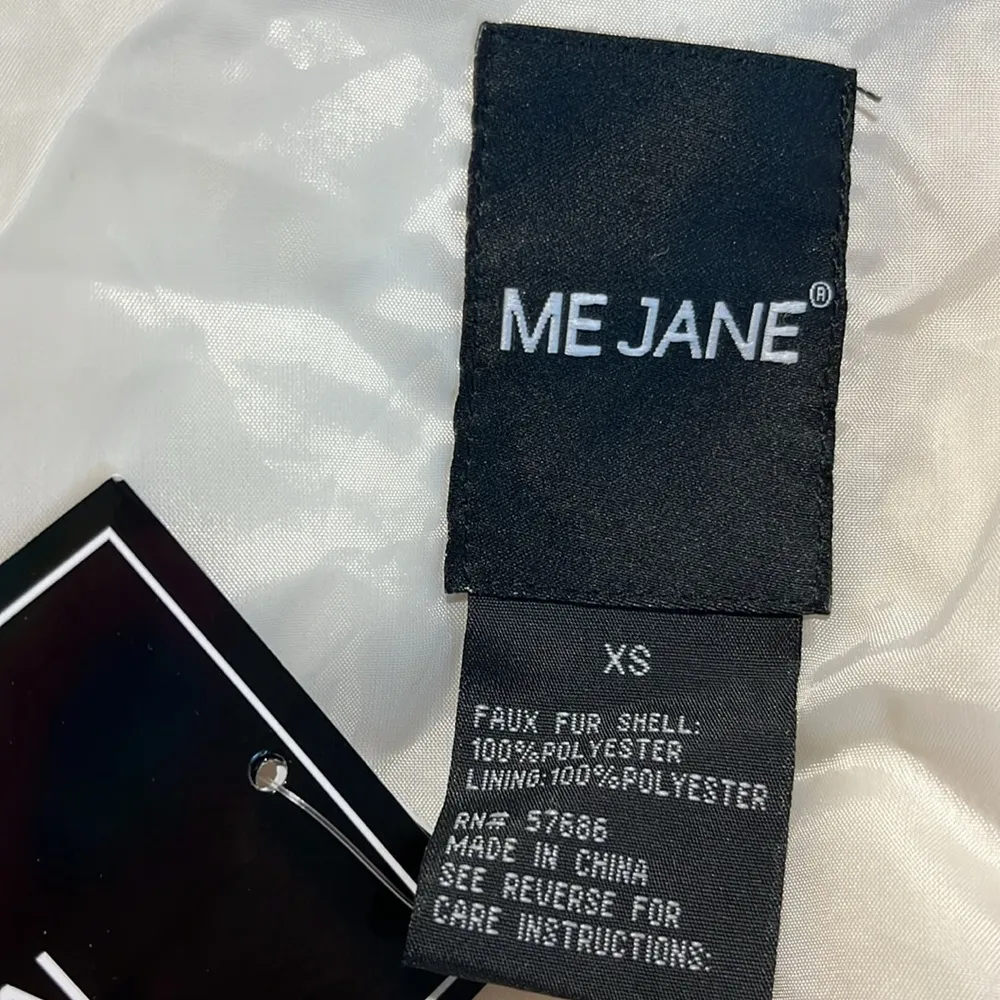 ME JANE®
XS
FAUX FUR SHELL:
100%POLYESTER
LINING:100%POLYESTER
RN# 57686
MADE IN CHINA
SEE REVERSE FOR
CARE INSTRUCTIONS.